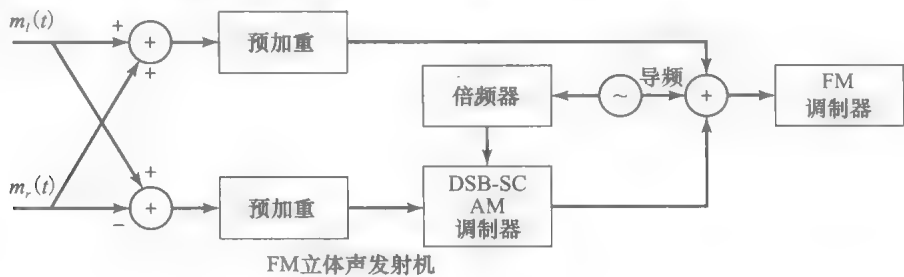 m_l(t)
+
+
+
预加重
倍频器
~
导频
+
FM
调制器
m_r(t)
+
+
−
预加重
DSB-SC
AM
调制器
FM立体声发射机